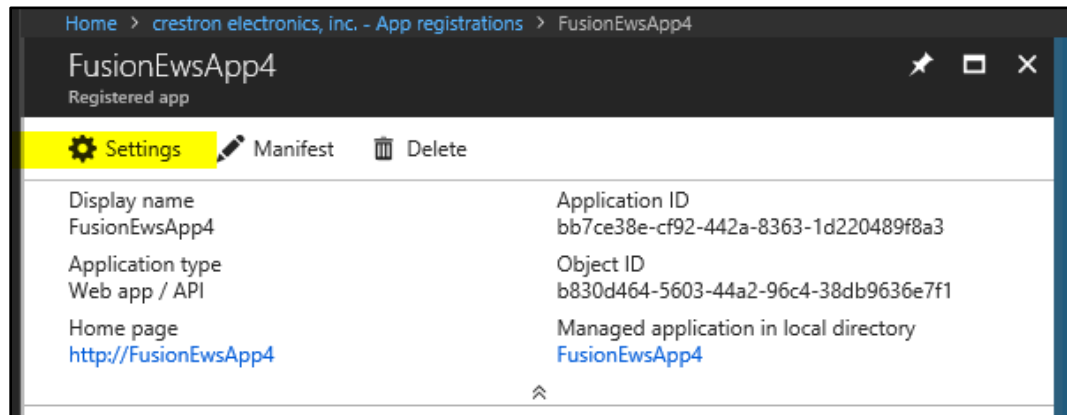 Home > crestron electronics, inc. - App registrations > FusionEwsApp4
FusionEwsApp4
Registered app
Settings Manifest Delete
Display name
FusionEwsApp4
Application ID
bb7ce38e-cf92-442a-8363-1d220489f8a3
Application type
Web app / API
Object ID
b830d464-5603-44a2-96c4-38db9636e7f1
Home page
http://FusionEwsApp4
Managed application in local directory
FusionEwsApp4